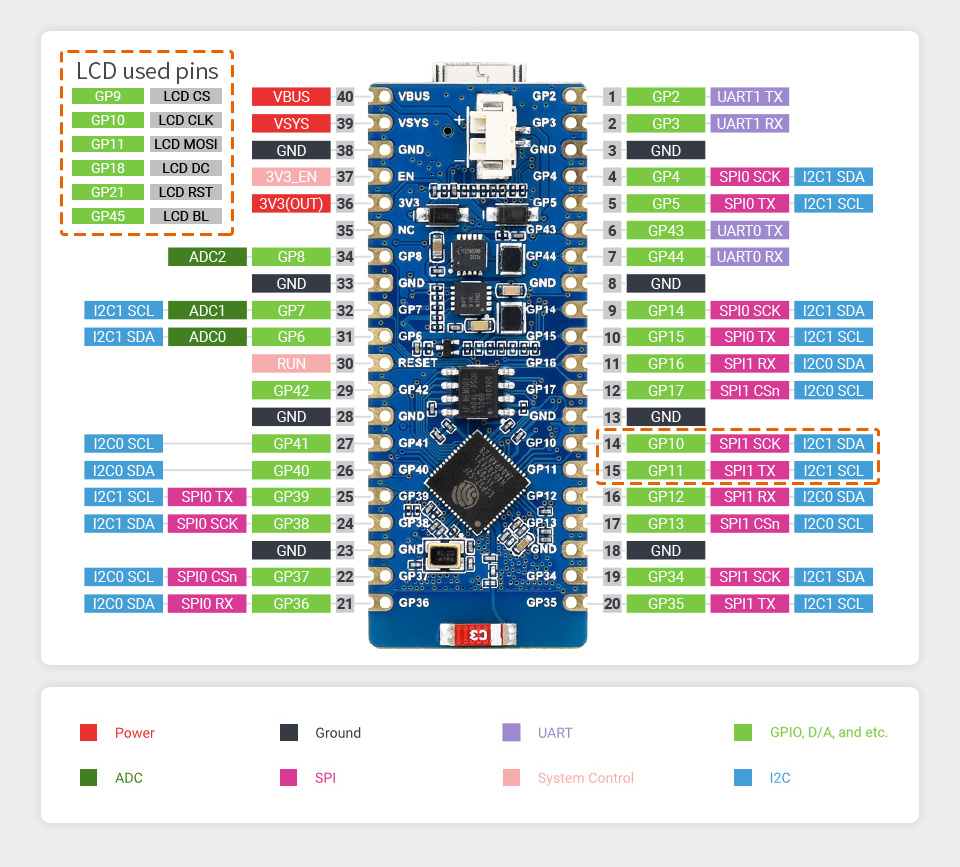 LCD used pins
GP9 LCD CS
GP10 LCD CLK
GP11 LCD MOSI
GP18 LCD DC
GP21 LCD RST
GP45 LCD BL
VBUS 40 VBUS GP2 1 GP2 UART1 TX
VSYS 39 VSYS GP3 2 GP3 UART1 RX
GND 38 GND GND 3 GND
3V3_EN 37 EN GP4 4 GP4 SPI0 SCK I2C1 SDA
3V3(OUT) 36 3V3 GP5 5 GP5 SPI0 TX I2C1 SCL
35 NC GP43 6 GP43 UART0 TX
ADC2 GP8 34 GP8 GP44 7 GP44 UART0 RX
GND 33 GND GND 8 GND
I2C1 SCL ADC1 GP7 32 GP7 GP14 9 GP14 SPI0 SCK I2C1 SDA
I2C1 SDA ADC0 GP6 31 GP6 GP15 10 GP15 SPI0 TX I2C1 SCL
RUN 30 RESET GP16 11 GP16 SPI1 RX I2C0 SDA
GP42 29 GP42 GP17 12 GP17 SPI1 CSn I2C0 SCL
GND 28 GND GND 13 GND
I2C0 SCL GP41 27 GP41 GP10 14 GP10 SPI1 SCK I2C1 SDA
I2C0 SDA GP40 26 GP40 GP11 15 GP11 SPI1 TX I2C1 SCL
I2C1 SCL SPI0 TX GP39 25 GP39 GP12 16 GP12 SPI1 RX I2C0 SDA
I2C1 SDA SPI0 SCK GP38 24 GP38 GP13 17 GP13 SPI1 CSn I2C0 SCL
GND 23 GND GND 18 GND
I2C0 SCL SPI0 CSn GP37 22 GP37 GP34 19 GP34 SPI1 SCK I2C1 SDA
I2C0 SDA SPI0 RX GP36 21 GP36 GP35 20 GP35 SPI1 TX I2C1 SCL
C3
Power Ground UART GPIO, D/A, and etc.
ADC SPI System Control I2C